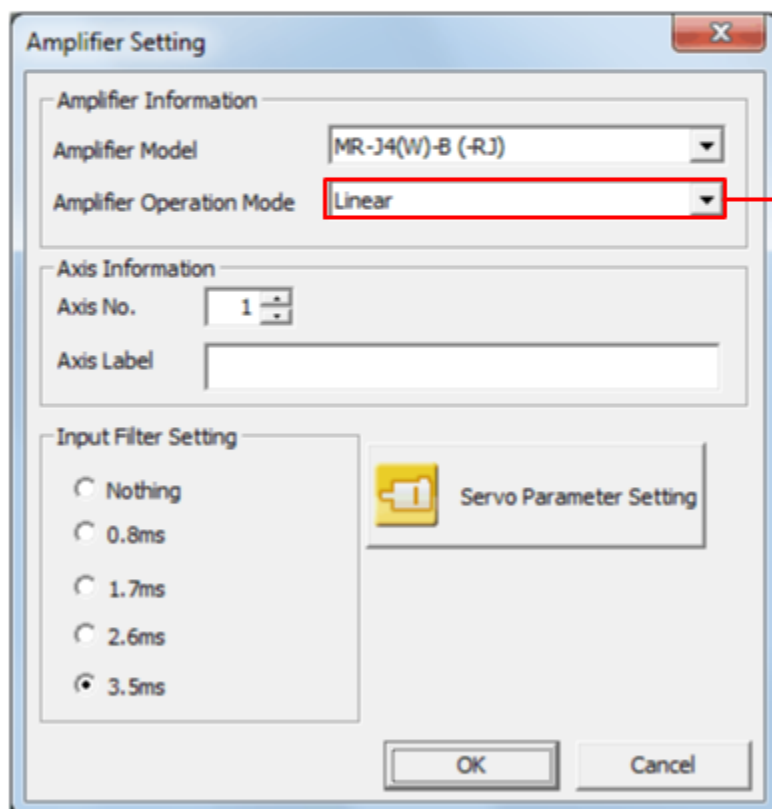 Amplifier Setting
Amplifier Information
Amplifier Model MR-J4(W)-B (-RJ)
Amplifier Operation Mode Linear
Axis Information
Axis No. 1
Axis Label
Input Filter Setting
Nothing
0.8ms
1.7ms
2.6ms
3.5ms
Servo Parameter Setting
OK Cancel